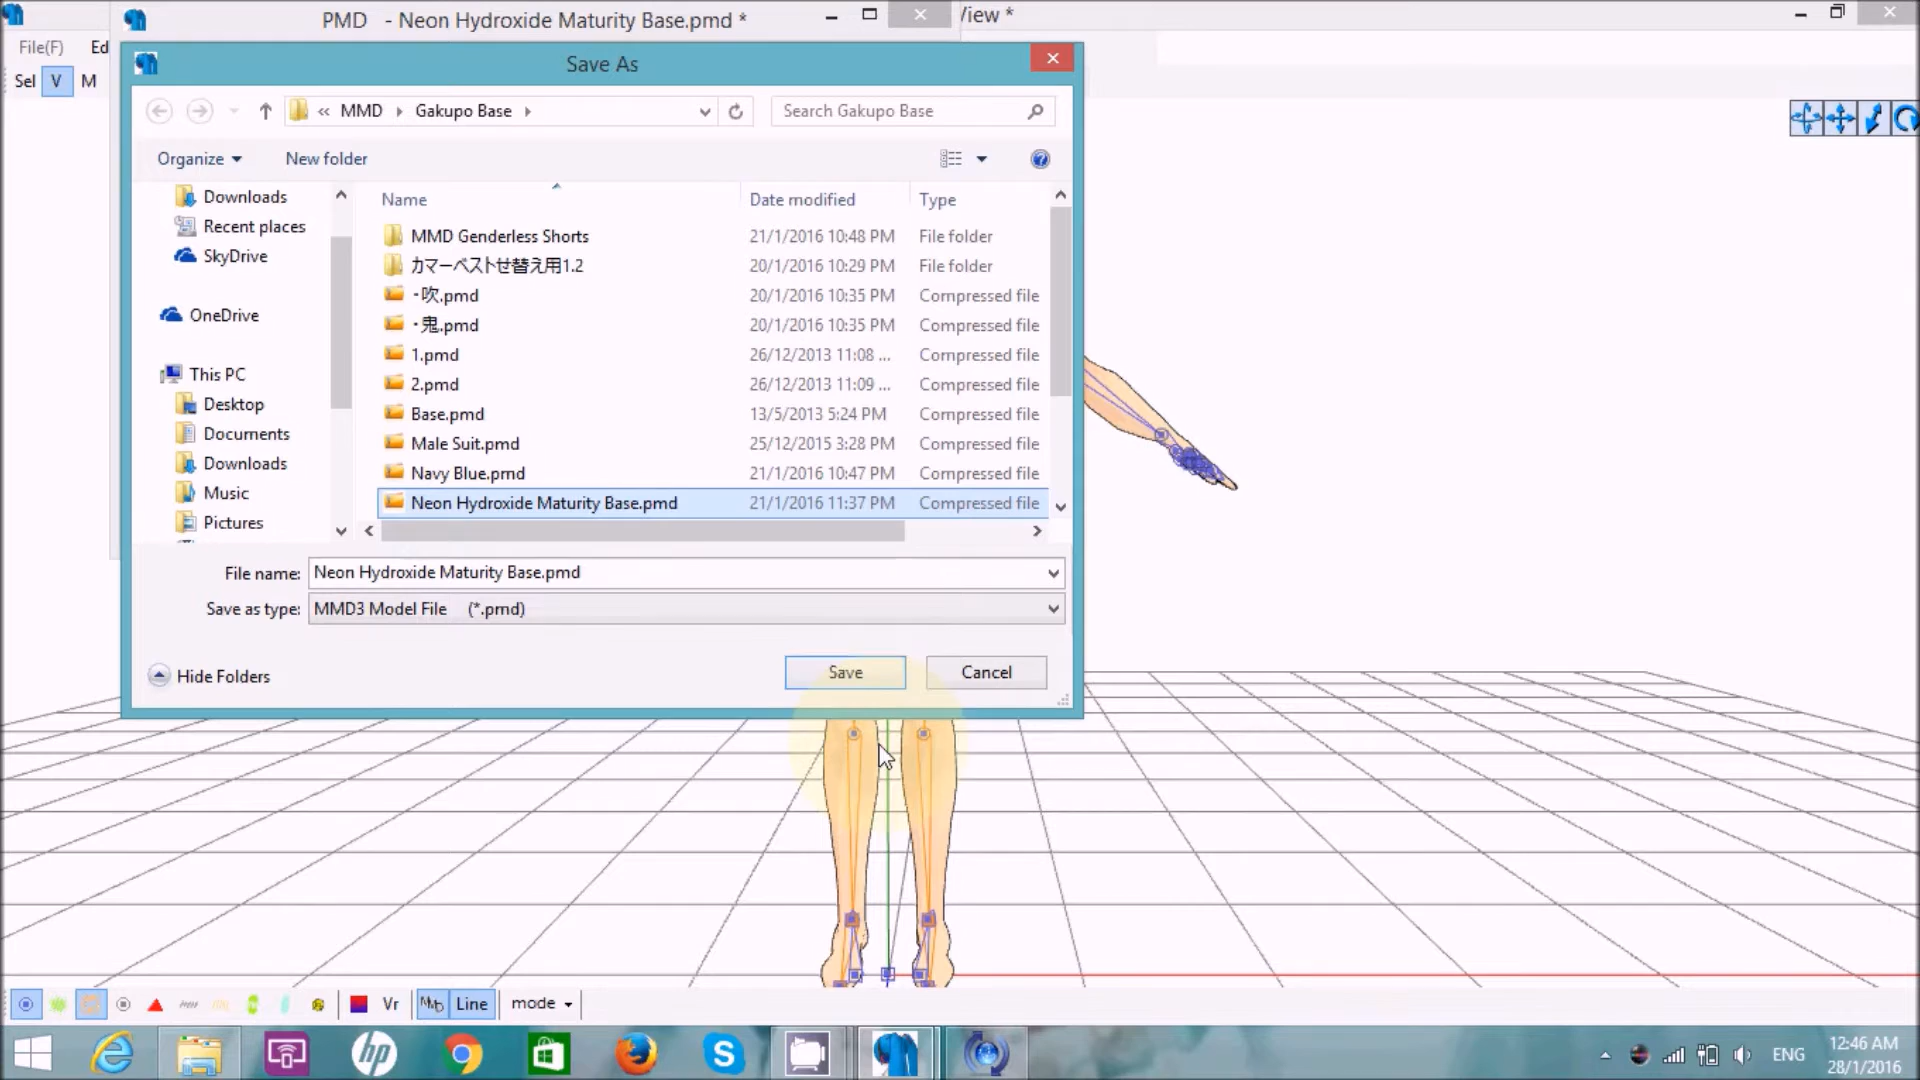 PMD - Neon Hydroxide Maturity Base.pmd *
View *
File(F) Ed
Sel V M
Save As
« MMD Gakupo Base
Search Gakupo Base
Organize
New folder
Name Date modified Type
Downloads
Recent places
SkyDrive
OneDrive
This PC
Desktop
Documents
Downloads
Music
Pictures
MMD Genderless Shorts 21/1/2016 10:48 PM File folder
カマーベストせ替え用1.2 20/1/2016 10:29 PM File folder
・吹.pmd 20/1/2016 10:35 PM Compressed file
・鬼.pmd 20/1/2016 10:35 PM Compressed file
1.pmd 26/12/2013 11:08 ... Compressed file
2.pmd 26/12/2013 11:09 ... Compressed file
Base.pmd 13/5/2013 5:24 PM Compressed file
Male Suit.pmd 25/12/2015 3:28 PM Compressed file
Navy Blue.pmd 21/1/2016 10:47 PM Compressed file
Neon Hydroxide Maturity Base.pmd 21/1/2016 11:37 PM Compressed file
File name: Neon Hydroxide Maturity Base.pmd
Save as type: MMD3 Model File (*.pmd)
Hide Folders
Save
Cancel
Vr
Line
mode
hp
S
ENG
12:46 AM
28/1/2016